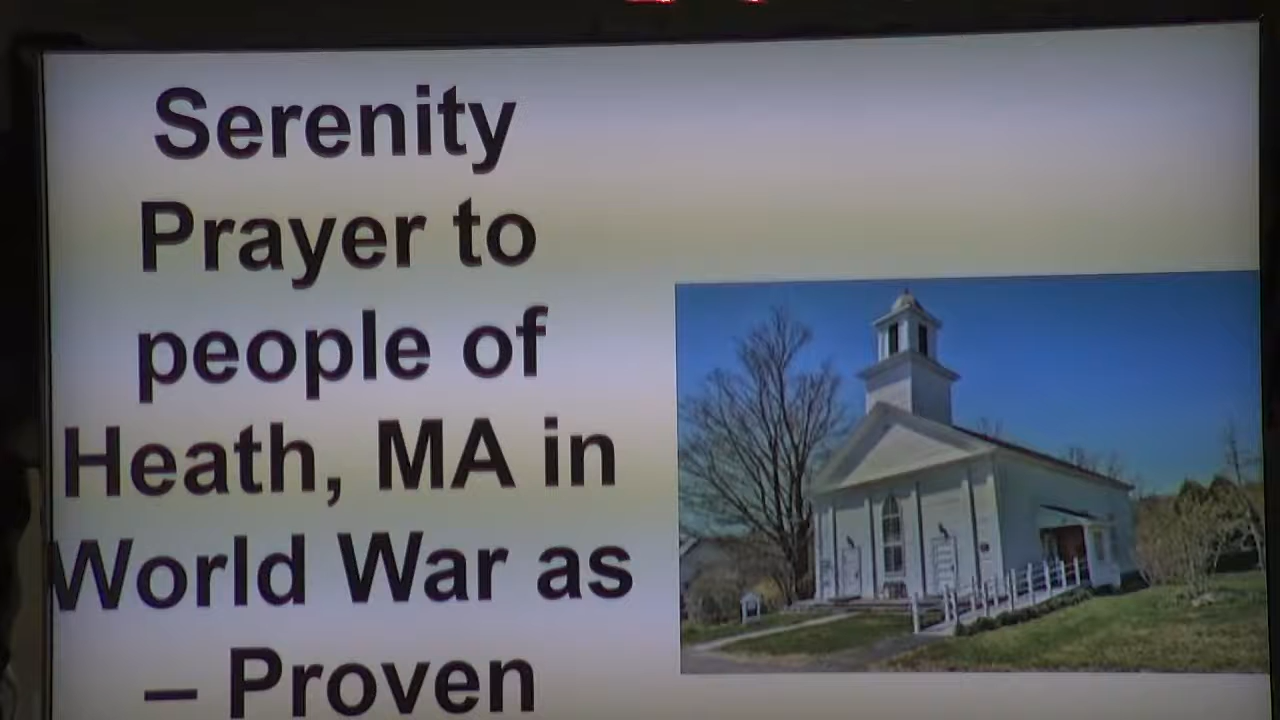 Serenity
Prayer to
people of
Heath, MA in
World War as
– Proven